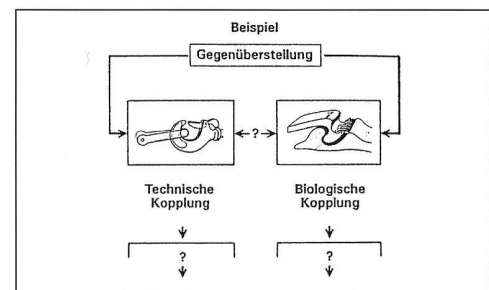 Beispiel
Gegenüberstellung
?
Technische
Kopplung
Biologische
Kopplung
?
?